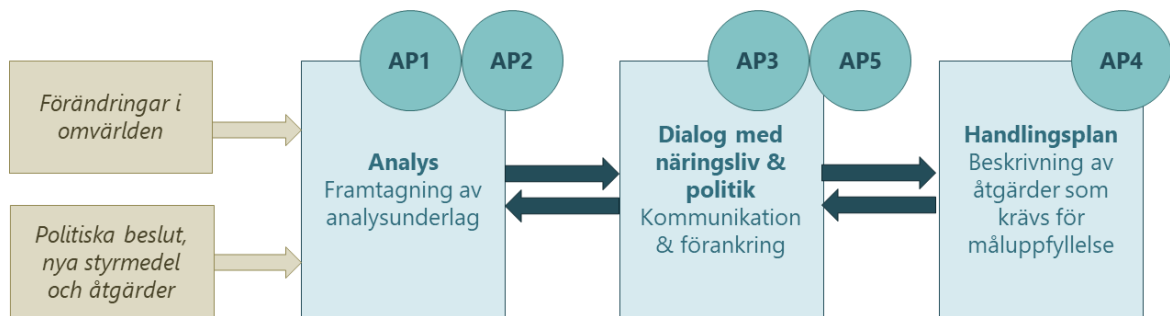 Förändringar i
omvärlden
Politiska beslut,
nya styrmedel
och åtgärder
AP1
AP2
Analys
Framtagning av
analysunderlag
AP3
AP5
Dialog med
näringsliv &
politik
Kommunikation
& förankring
AP4
Handlingsplan
Beskrivning av
åtgärder som
krävs för
måluppfyllelse